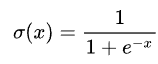 σ(x) = 1 / (1 + e^{-x})